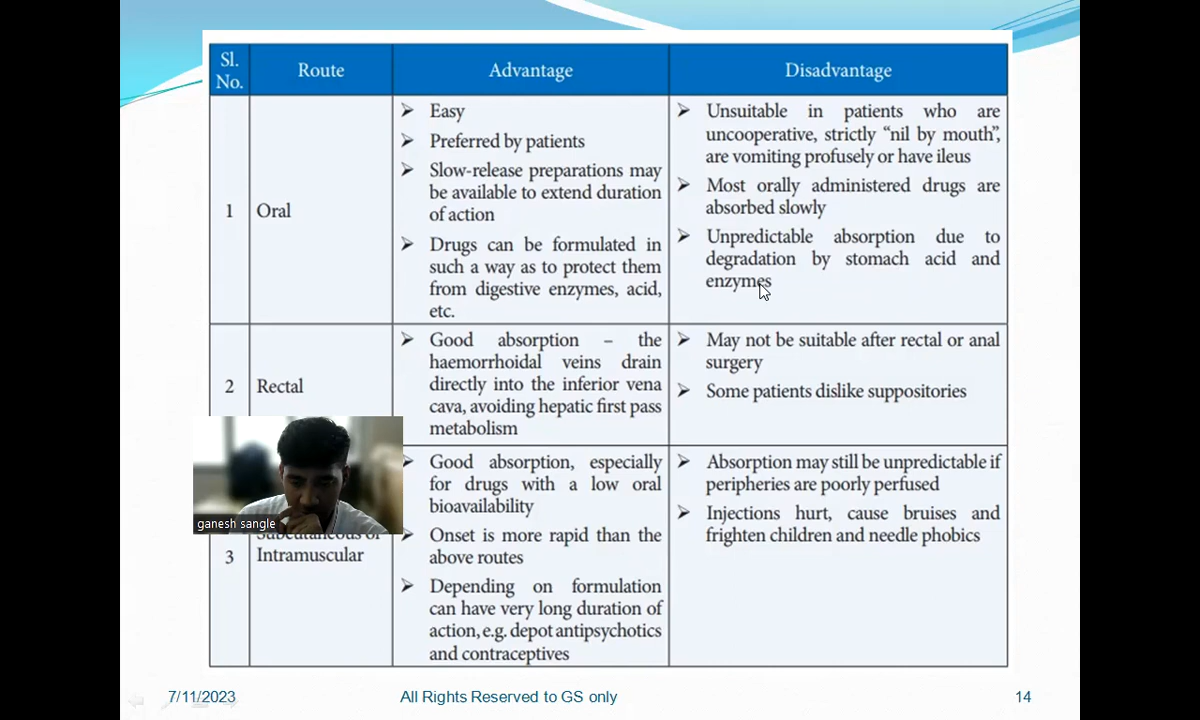 Sl.
No.
Route
Advantage
Disadvantage
1
Oral
➢ Easy
➢ Preferred by patients
➢ Slow-release preparations may
be available to extend duration
of action
➢ Drugs can be formulated in
such a way as to protect them
from digestive enzymes, acid,
etc.
➢ Unsuitable in patients who are
uncooperative, strictly “nil by mouth”,
are vomiting profusely or have ileus
➢ Most orally administered drugs are
absorbed slowly
➢ Unpredictable absorption due to
degradation by stomach acid and
enzymes
2
Rectal
➢ Good absorption – the
haemorrhoidal veins drain
directly into the inferior vena
cava, avoiding hepatic first pass
metabolism
➢ May not be suitable after rectal or anal
surgery
➢ Some patients dislike suppositories
ganesh sangle
3
Subcutaneous or
Intramuscular
➢ Good absorption, especially
for drugs with a low oral
bioavailability
➢ Onset is more rapid than the
above routes
➢ Depending on formulation
can have very long duration of
action, e.g. depot antipsychotics
and contraceptives
➢ Absorption may still be unpredictable if
peripheries are poorly perfused
➢ Injections hurt, cause bruises and
frighten children and needle phobics
7/11/2023
All Rights Reserved to GS only
14